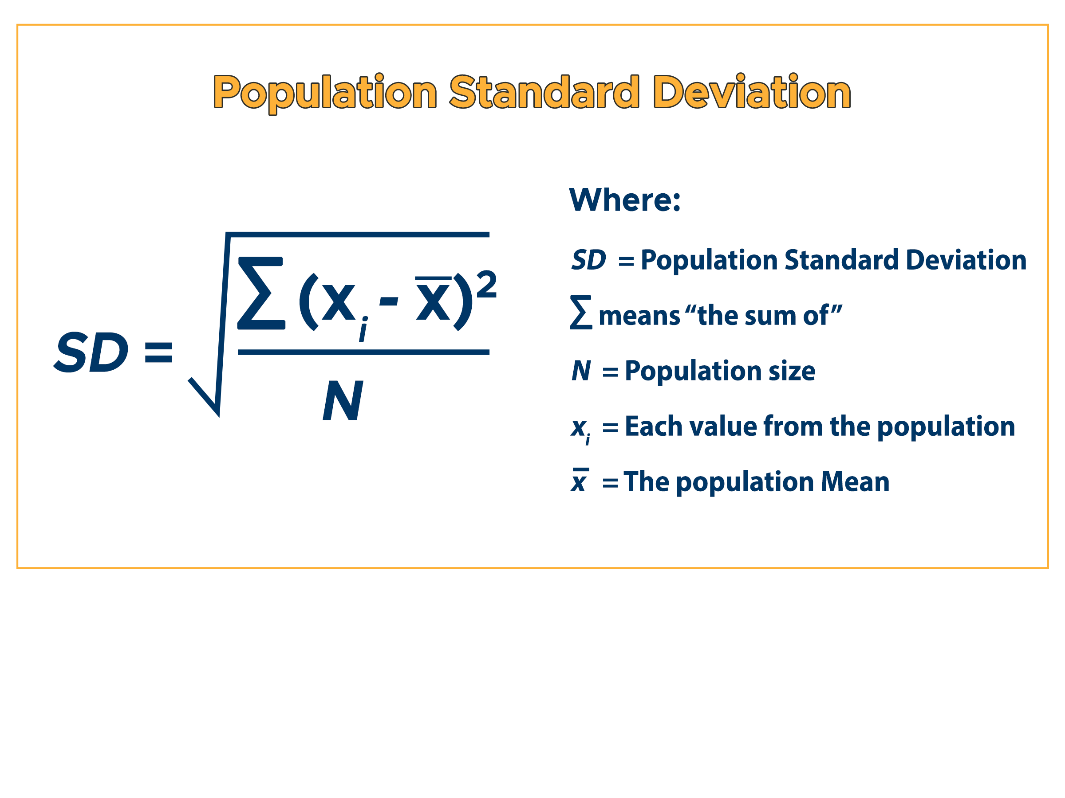 Population Standard Deviation
SD = √(∑ (xᵢ - x̅)² / N)
Where:
SD = Population Standard Deviation
∑ means “the sum of”
N = Population size
xᵢ = Each value from the population
x̅ = The population Mean